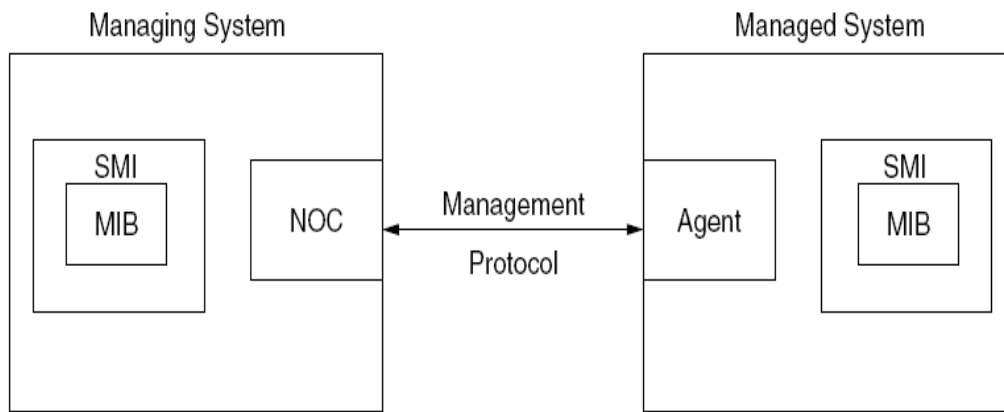 Managing System
Managed System
SMI
MIB
NOC
Management
Protocol
Agent
SMI
MIB